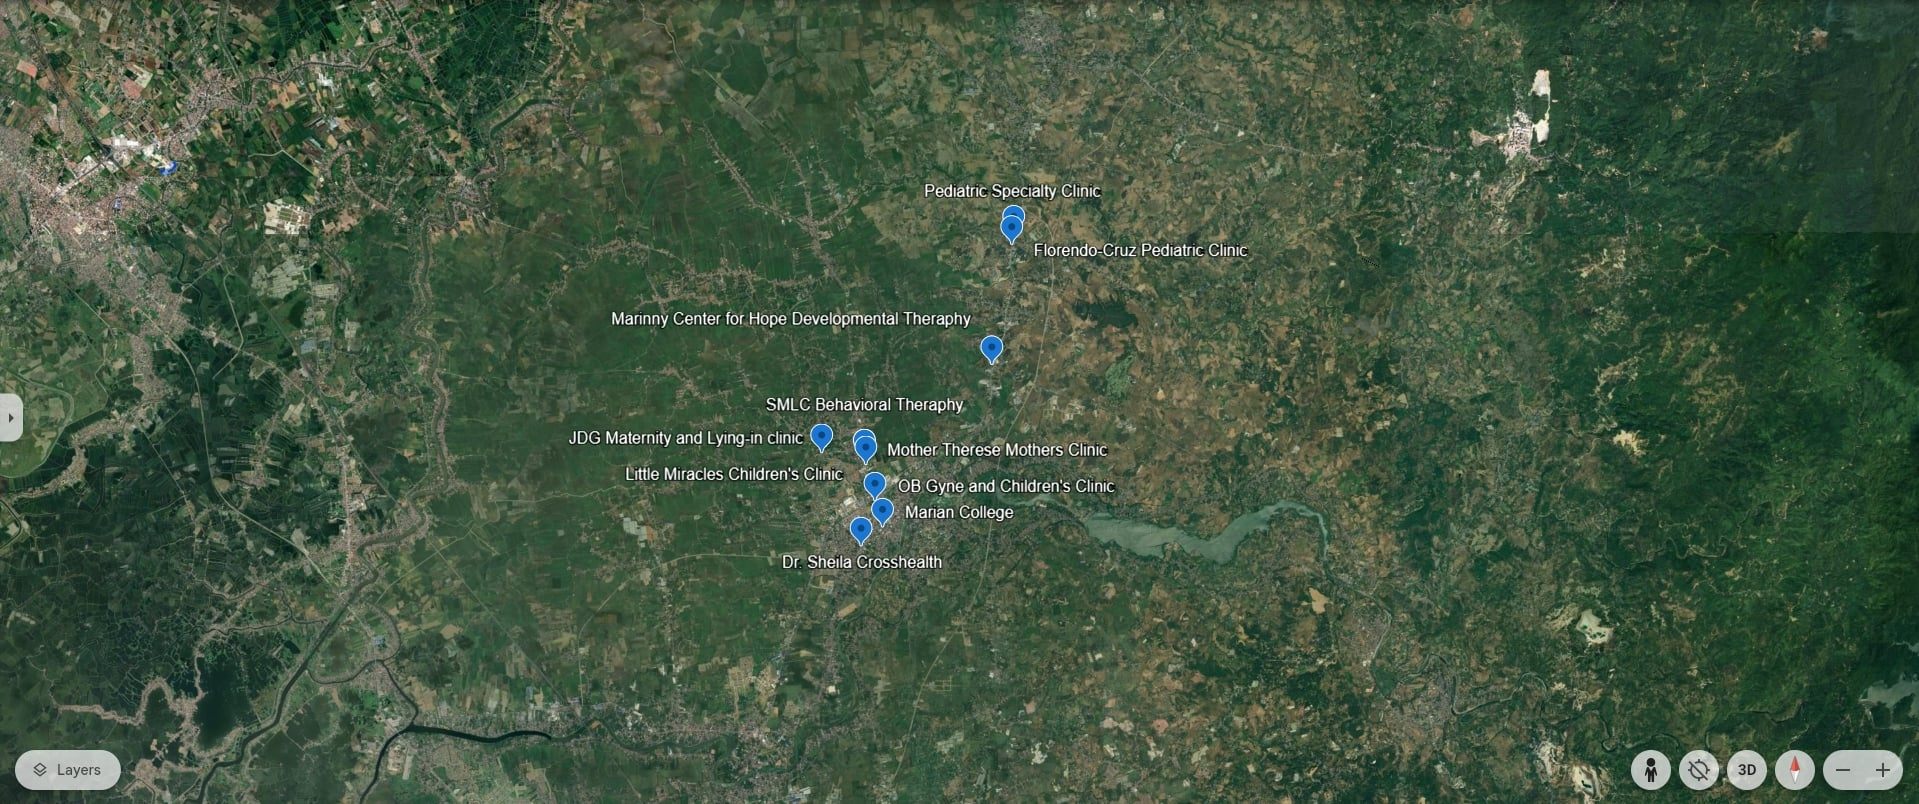 Pediatric Specialty Clinic
Florendo-Cruz Pediatric Clinic
Marinny Center for Hope Developmental Theraphy
SMLC Behavioral Theraphy
JDG Maternity and Lying-in clinic
Mother Therese Mothers Clinic
Little Miracles Children's Clinic
OB Gyne and Children's Clinic
Marian College
Dr. Sheila Crosshealth
Layers
3D